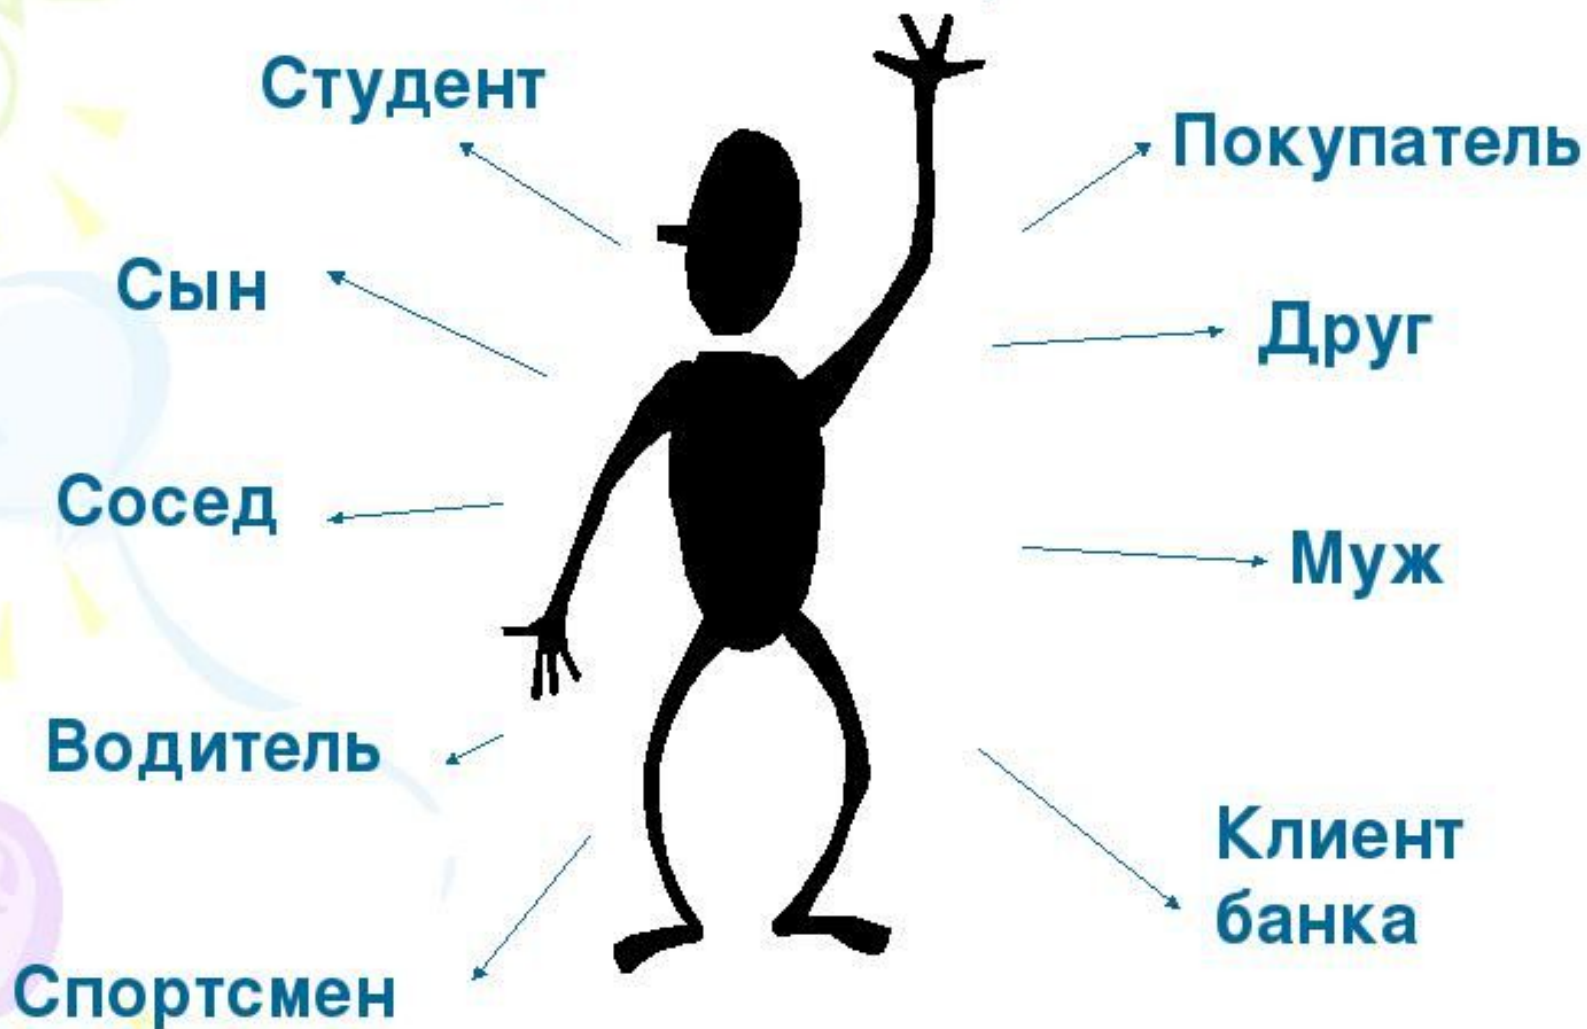 Студент
Покупатель
Сын
Друг
Сосед
Муж
Водитель
Клиент
банка
Спортсмен